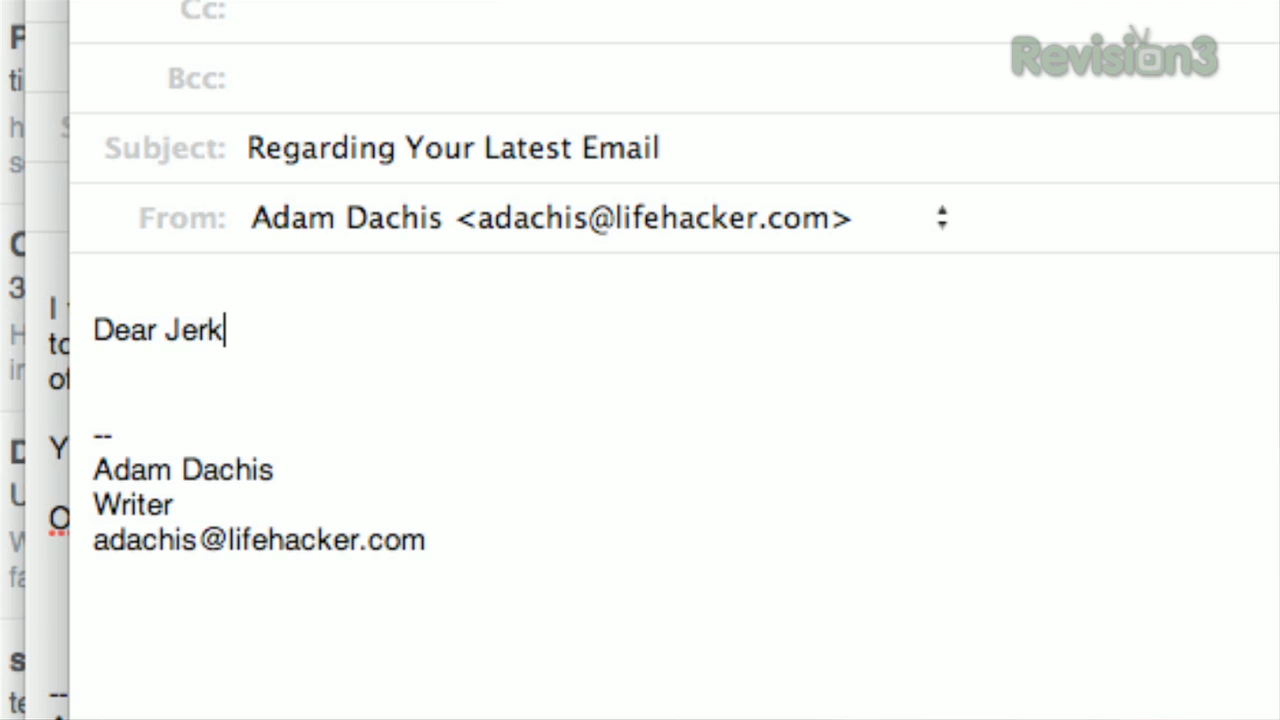 Cc:
Revision3
Bcc:
Subject: Regarding Your Latest Email
From: Adam Dachis <adachis@lifehacker.com>
Dear Jerk
--
Adam Dachis
Writer
adachis@lifehacker.com